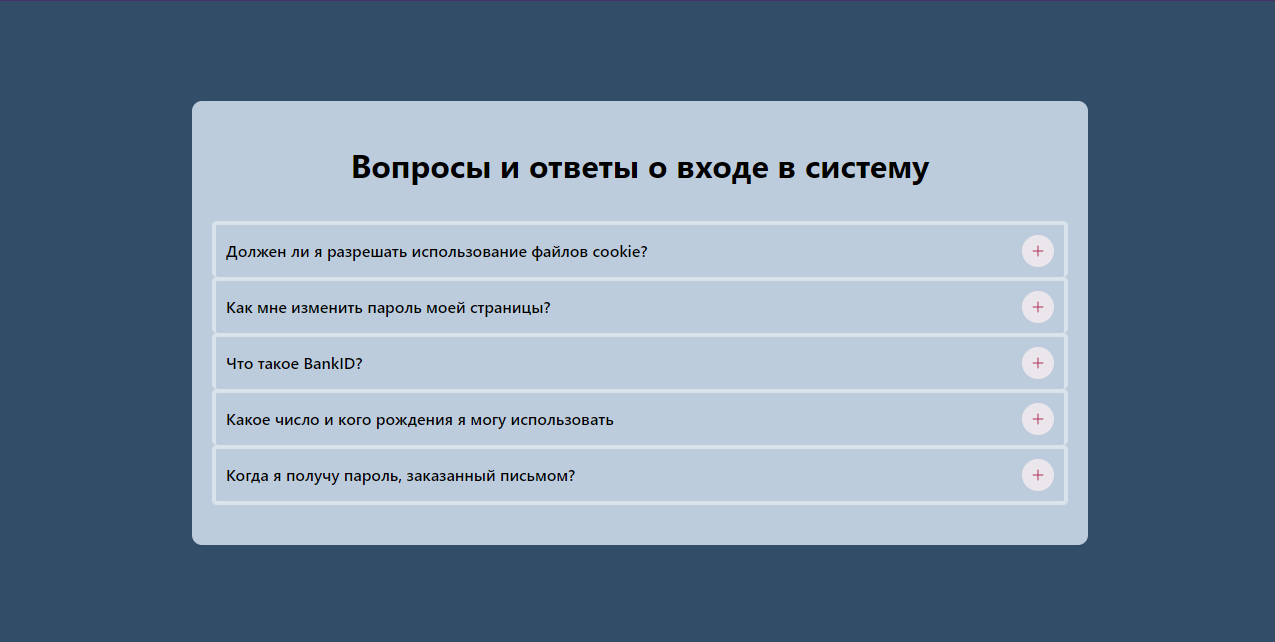 Вопросы и ответы о входе в систему
Должен ли я разрешать использование файлов cookie?
Как мне изменить пароль моей страницы?
Что такое BankID?
Какое число и кого рождения я могу использовать
Когда я получу пароль, заказанный письмом?